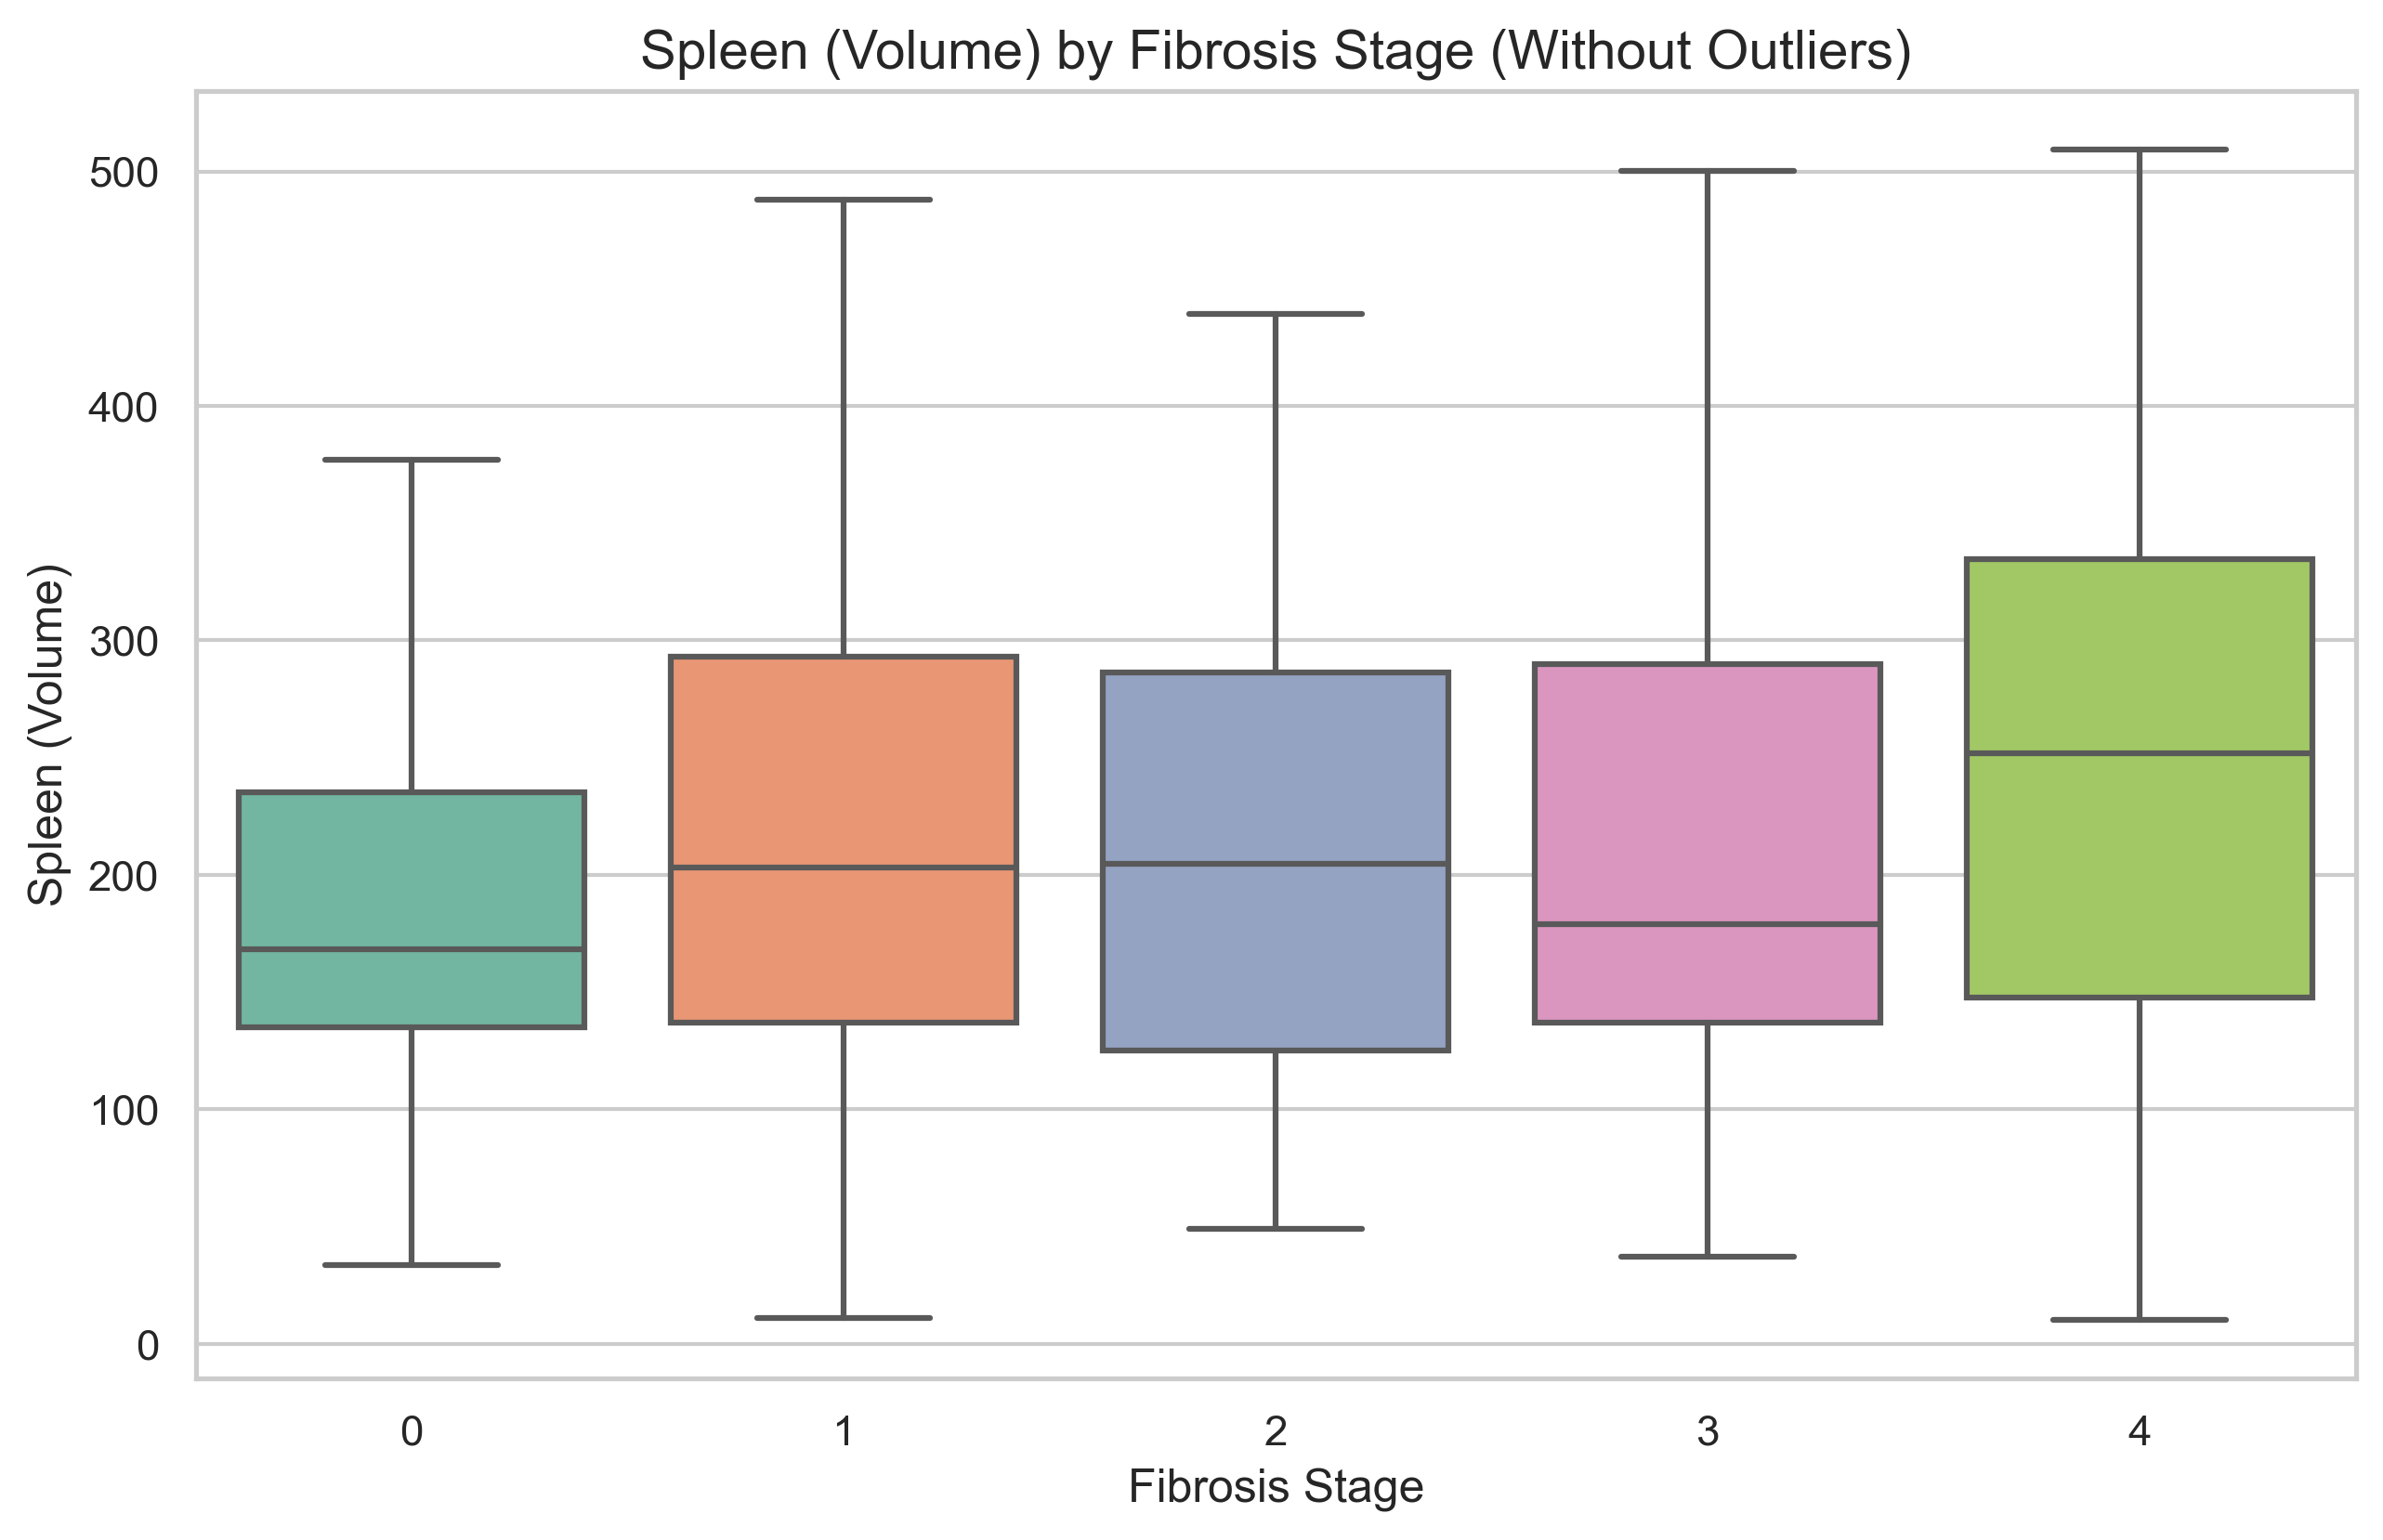 Spleen (Volume) by Fibrosis Stage (Without Outliers)
Spleen (Volume)
500
400
300
200
100
0
0 1 2 3 4
Fibrosis Stage